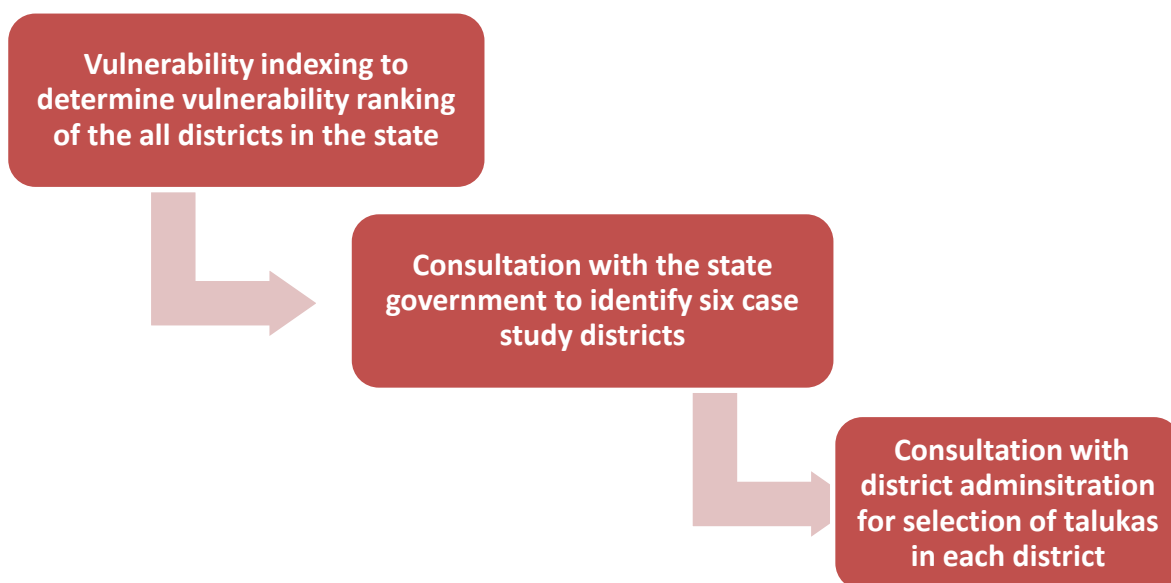 Vulnerability indexing to
determine vulnerability ranking
of the all districts in the state
Consultation with the state
government to identify six case
study districts
Consultation with
district adminsitration
for selection of talukas
in each district